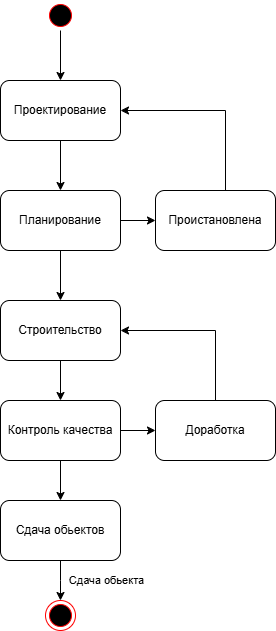 Проектирование
Планирование
Проистановлена
Строительство
Контроль качества
Доработка
Сдача обьектов
Сдача обьекта